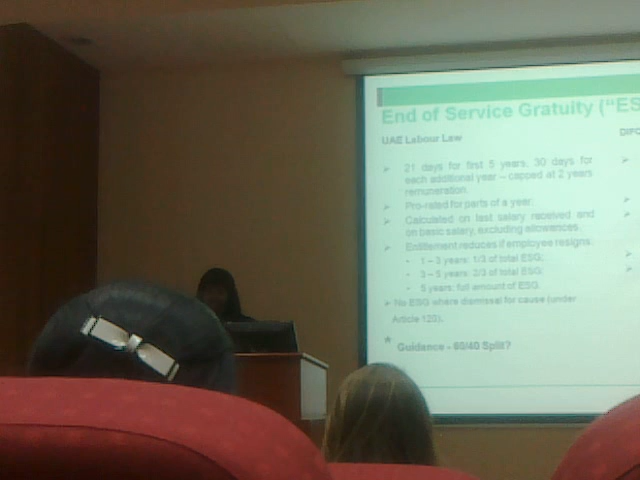 End of Service Gratuity ("ES
UAE Labour Law
DIFC
21 days for first 5 years, 30 days for
each additional year – capped at 2 years
remuneration.
Pro-rated for parts of a year.
Calculated on last salary received and
on basic salary, excluding allowances.
Entitlement reduces if employee resigns:
1 – 3 years: 1/3 of total ESG;
3 – 5 years: 2/3 of total ESG;
5 years: full amount of ESG.
No ESG where dismissal for cause (under
Article 120).
* Guidance - 60/40 Split?